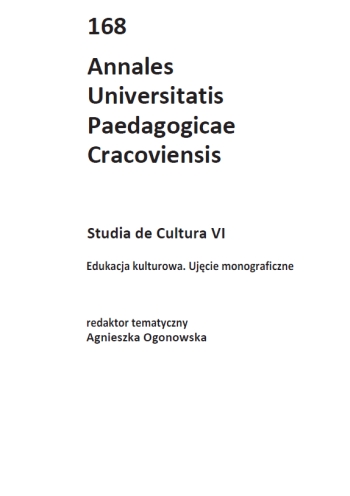 168
Annales
Universitatis
Paedagogicae
Cracoviensis
Studia de Cultura VI
Edukacja kulturowa. Ujęcie monograficzne
redaktor tematyczny
Agnieszka Ogonowska